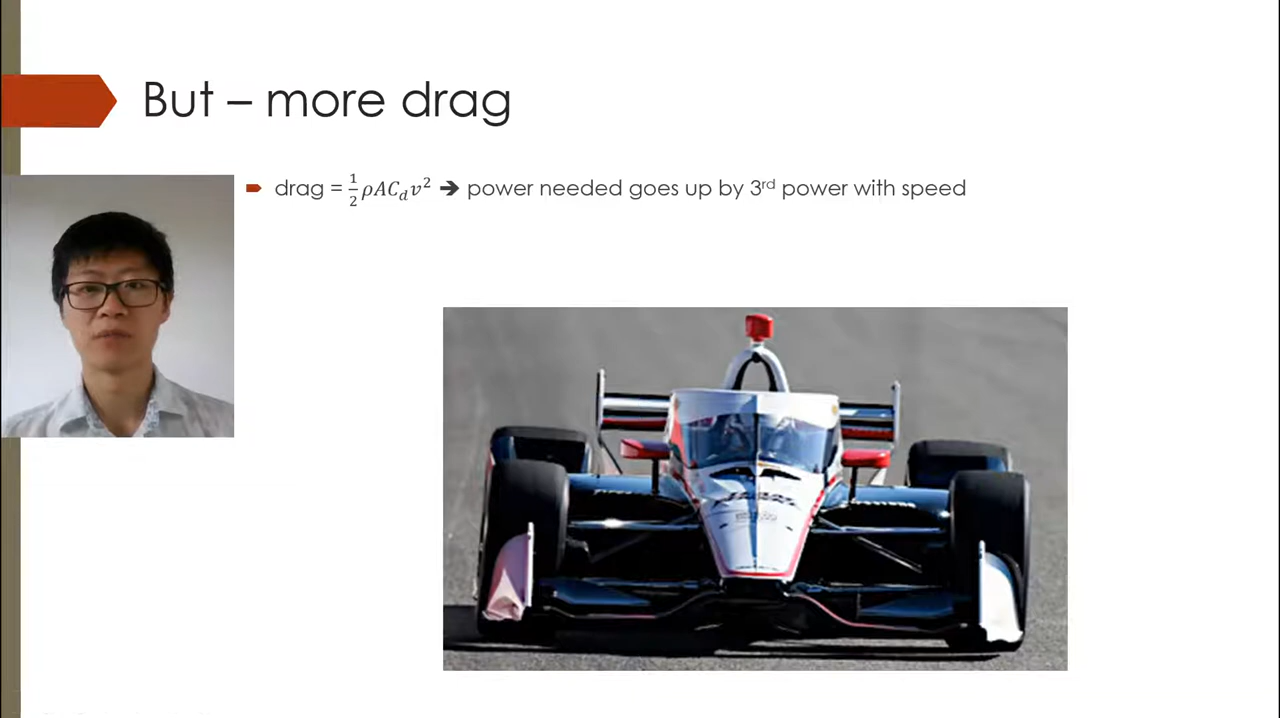 But – more drag
drag = ½ρAC_d v² ➔ power needed goes up by 3rd power with speed